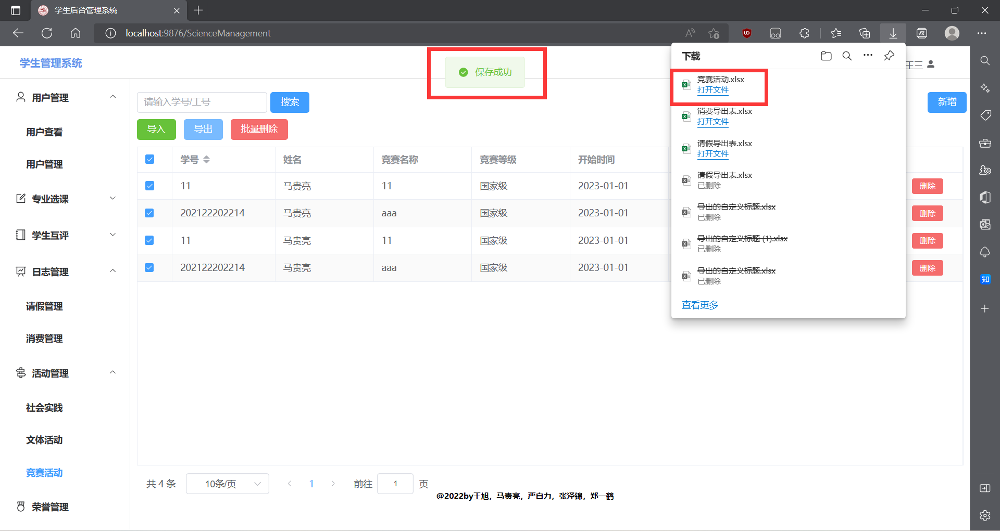 学生后台管理系统
localhost:9876/ScienceManagement
学生管理系统
保存成功
下载
王三
竞赛活动.xlsx
打开文件
消费导出表.xlsx
打开文件
请假导出表.xlsx
打开文件
请假导出表.xlsx
已删除
导出的自定义标题.xlsx
已删除
导出的自定义标题 (1).xlsx
已删除
导出的自定义标题.xlsx
已删除
查看更多
用户管理
用户查看
用户管理
专业选课
学生互评
日志管理
请假管理
消费管理
活动管理
社会实践
文体活动
竞赛活动
荣誉管理
请输入学号/工号 搜索 新增
导入 导出 批量删除
学号 姓名 竞赛名称 竞赛等级 开始时间
11 马贵亮 11 国家级 2023-01-01 删除
202122202214 马贵亮 aaa 国家级 2023-01-01 删除
11 马贵亮 11 国家级 2023-01-01 删除
202122202214 马贵亮 aaa 国家级 2023-01-01 删除
共 4 条 10条/页 1 前往 1 页
@2022by王旭，马贵亮，严自力，张泽锦，郑一鹤
知